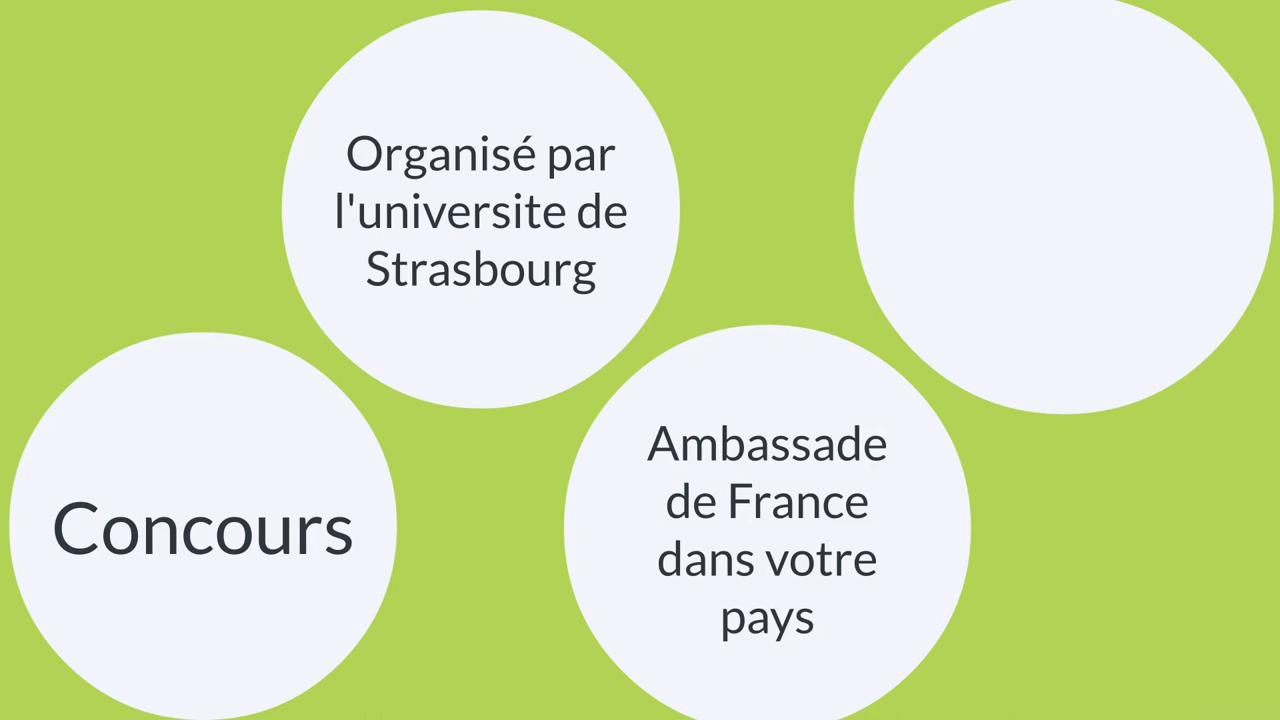 Concours
Organisé par
l'universite de
Strasbourg
Ambassade
de France
dans votre
pays